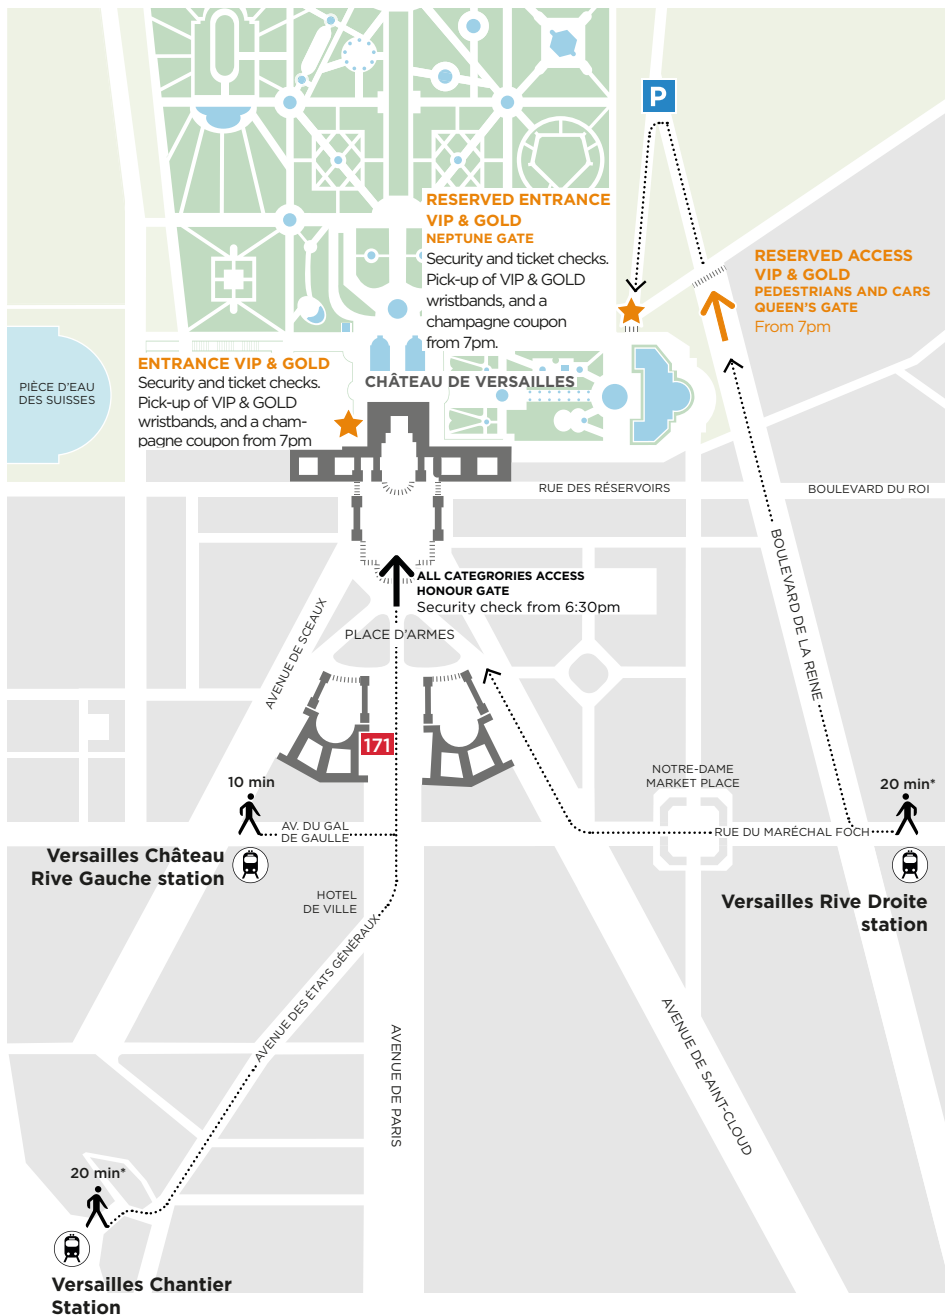 P
RESERVED ENTRANCE
VIP & GOLD
NEPTUNE GATE
Security and ticket checks.
Pick-up of VIP & GOLD
wristbands, and a
champagne coupon
from 7pm.
RESERVED ACCESS
VIP & GOLD
PEDESTRIANS AND CARS
QUEEN'S GATE
From 7pm
ENTRANCE VIP & GOLD
Security and ticket checks.
Pick-up of VIP & GOLD
wristbands, and a cham-
pagne coupon from 7pm
PIÈCE D'EAU
DES SUISSES
CHÂTEAU DE VERSAILLES
RUE DES RÉSERVOIRS
BOULEVARD DU ROI
BOULEVARD DE LA REINE
ALL CATEGRORIES ACCESS
HONOUR GATE
Security check from 6:30pm
PLACE D'ARMES
AVENUE DE SCEAUX
171
NOTRE-DAME
MARKET PLACE
10 min
20 min*
AV. DU GAL
DE GAULLE
RUE DU MARÉCHAL FOCH
Versailles Château
Rive Gauche station
Versailles Rive Droite
station
HOTEL
DE VILLE
AVENUE DES ÉTATS GÉNÉRAUX
AVENUE DE PARIS
AVENUE DE SAINT-CLOUD
20 min*
Versailles Chantier
Station